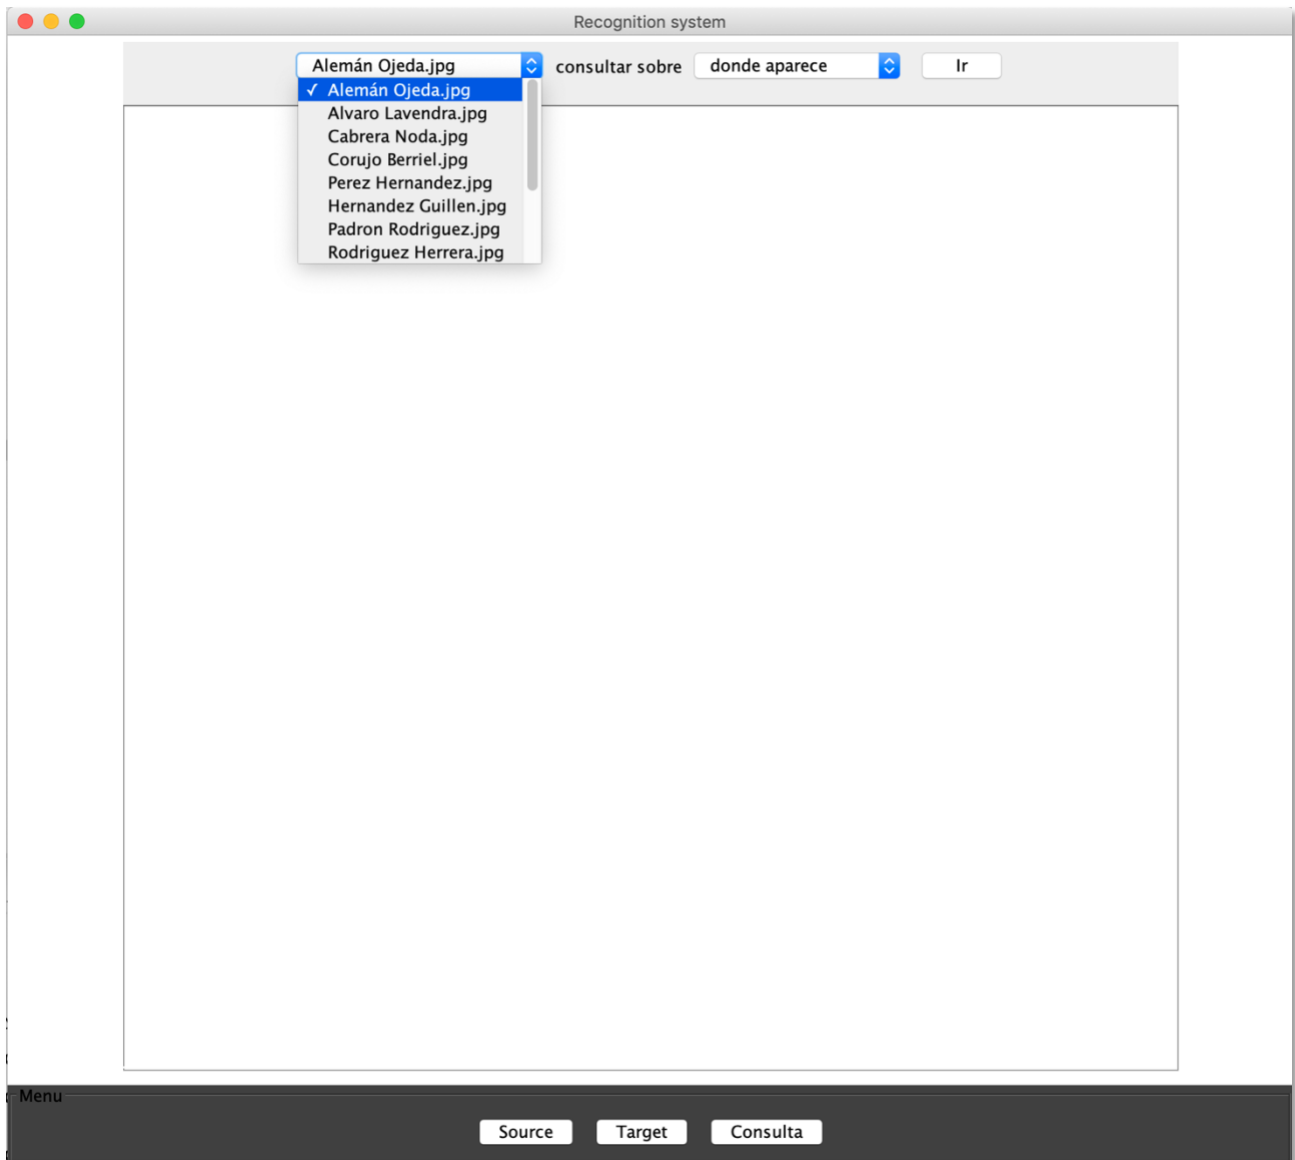 Recognition system
Alemán Ojeda.jpg consultar sobre donde aparece Ir
✓ Alemán Ojeda.jpg
Alvaro Lavendra.jpg
Cabrera Noda.jpg
Corujo Berriel.jpg
Perez Hernandez.jpg
Hernandez Guillen.jpg
Padron Rodriguez.jpg
Rodriguez Herrera.jpg
Menu
Source Target Consulta